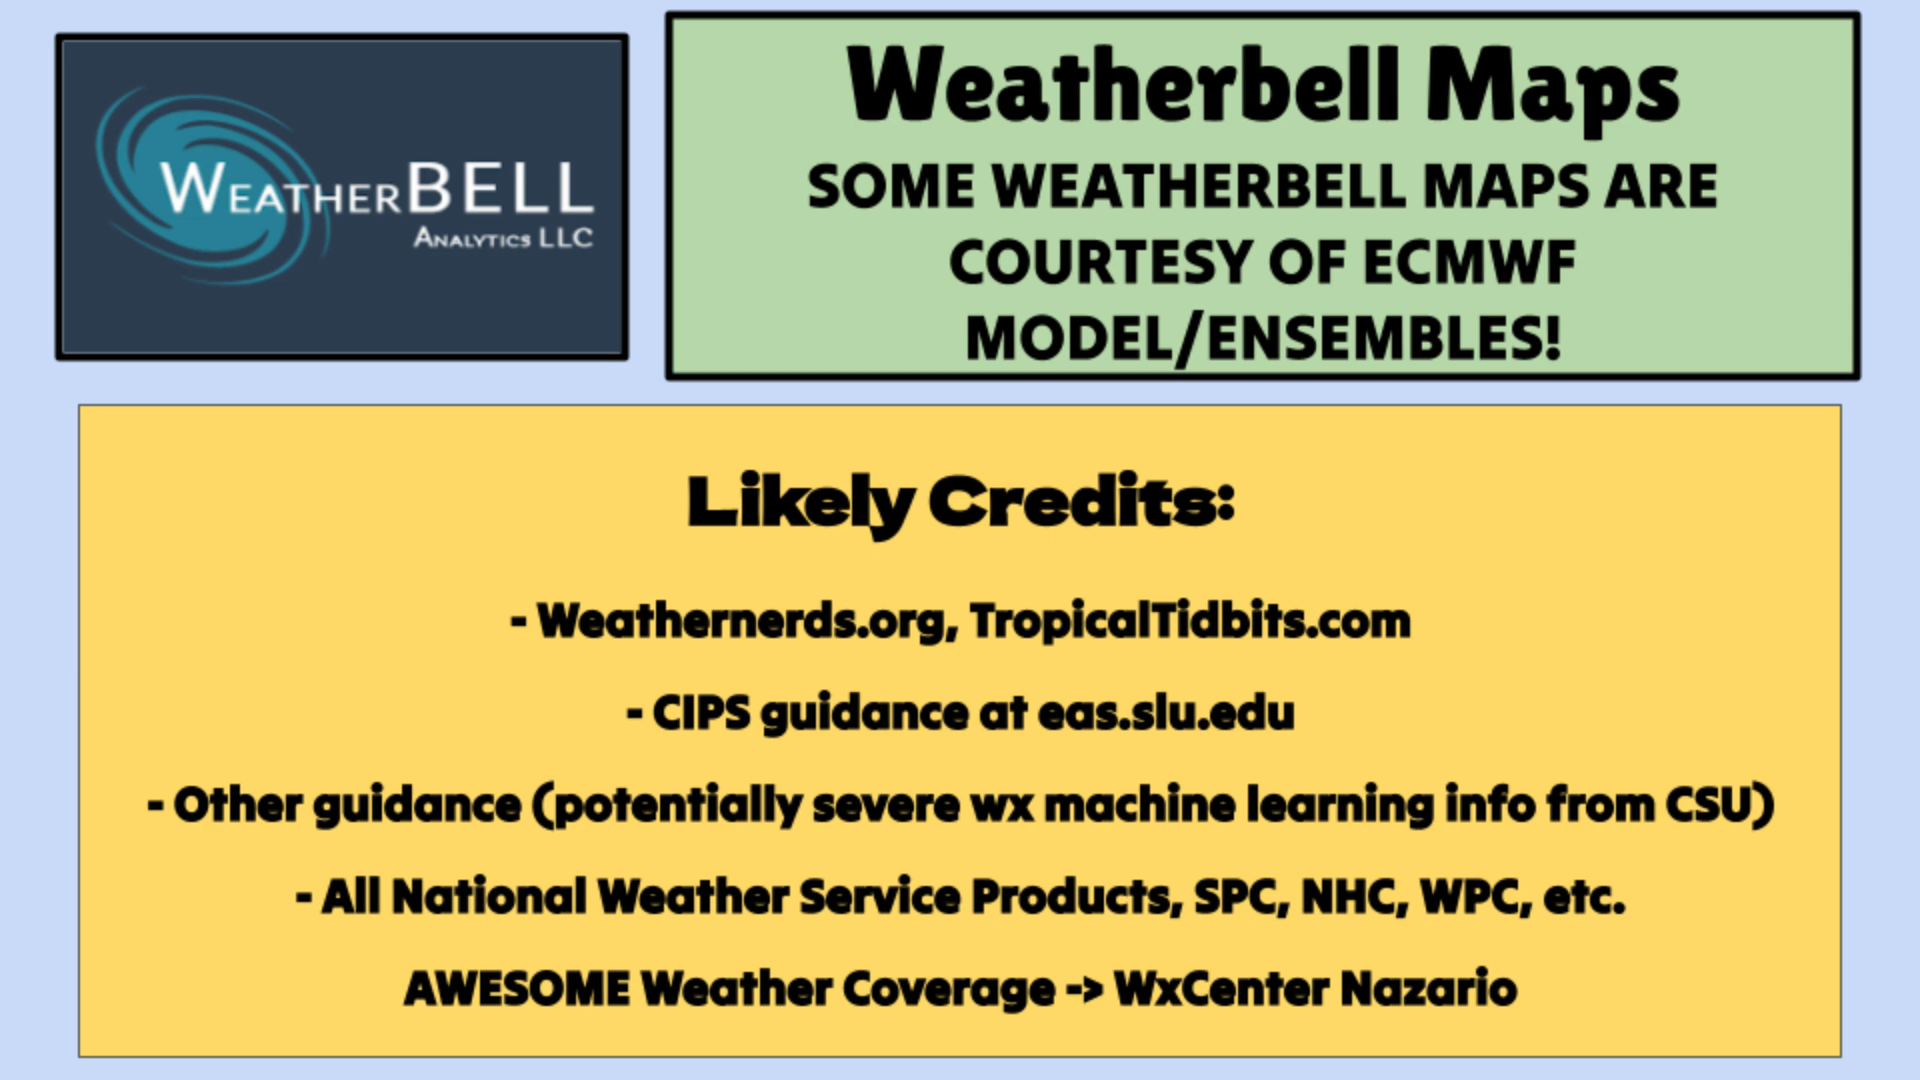 WEATHERBELL
ANALYTICS LLC
Weatherbell Maps
SOME WEATHERBELL MAPS ARE
COURTESY OF ECMWF
MODEL/ENSEMBLES!
Likely Credits:
- Weathernerds.org, TropicalTidbits.com
- CIPS guidance at eas.slu.edu
- Other guidance (potentially severe wx machine learning info from CSU)
- All National Weather Service Products, SPC, NHC, WPC, etc.
AWESOME Weather Coverage -> WxCenter Nazario